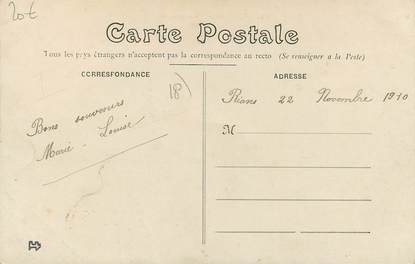 20€
Carte Postale
Tous les pays étrangers n'acceptent pas la correspondance au recto (Se renseigner à la Poste)
CORRESPONDANCE
ADRESSE
18)
Rians 22 Novembre 1910
Bons souvenirs
Marie-Louise
M